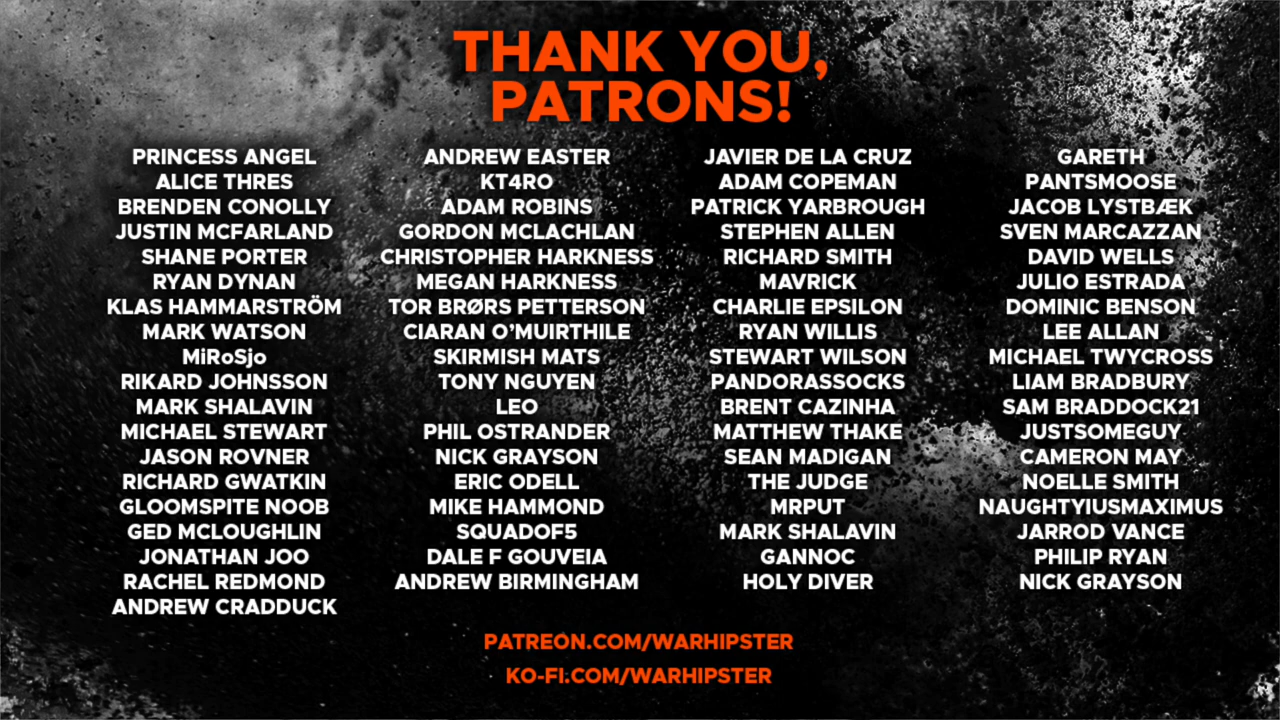 THANK YOU,
PATRONS!
PRINCESS ANGEL
ALICE THRES
BRENDEN CONOLLY
JUSTIN MCFARLAND
SHANE PORTER
RYAN DYNAN
KLAS HAMMARSTRÖM
MARK WATSON
MiRoSjo
RIKARD JOHNSSON
MARK SHALAVIN
MICHAEL STEWART
JASON ROVNER
RICHARD GWATKIN
GLOOMSPITE NOOB
GED MCLOUGHLIN
JONATHAN JOO
RACHEL REDMOND
ANDREW CRADDUCK
ANDREW EASTER
KT4RO
ADAM ROBINS
GORDON MCLACHLAN
CHRISTOPHER HARKNESS
MEGAN HARKNESS
TOR BRØRS PETTERSON
CIARAN O’MUIRTHILE
SKIRMISH MATS
TONY NGUYEN
LEO
PHIL OSTRANDER
NICK GRAYSON
ERIC ODELL
MIKE HAMMOND
SQUADOF5
DALE F GOUVEIA
ANDREW BIRMINGHAM
JAVIER DE LA CRUZ
ADAM COPEMAN
PATRICK YARBROUGH
STEPHEN ALLEN
RICHARD SMITH
MAVRICK
CHARLIE EPSILON
RYAN WILLIS
STEWART WILSON
PANDORASSOCKS
BRENT CAZINHA
MATTHEW THAKE
SEAN MADIGAN
THE JUDGE
MRPUT
MARK SHALAVIN
GANNOC
HOLY DIVER
GARETH
PANTSMOOSE
JACOB LYSTBÆK
SVEN MARCAZZAN
DAVID WELLS
JULIO ESTRADA
DOMINIC BENSON
LEE ALLAN
MICHAEL TWYCROSS
LIAM BRADBURY
SAM BRADDOCK21
JUSTSOMEGUY
CAMERON MAY
NOELLE SMITH
NAUGHTYIUSMAXIMUS
JARROD VANCE
PHILIP RYAN
NICK GRAYSON
PATREON.COM/WARHIPSTER
KO-FI.COM/WARHIPSTER